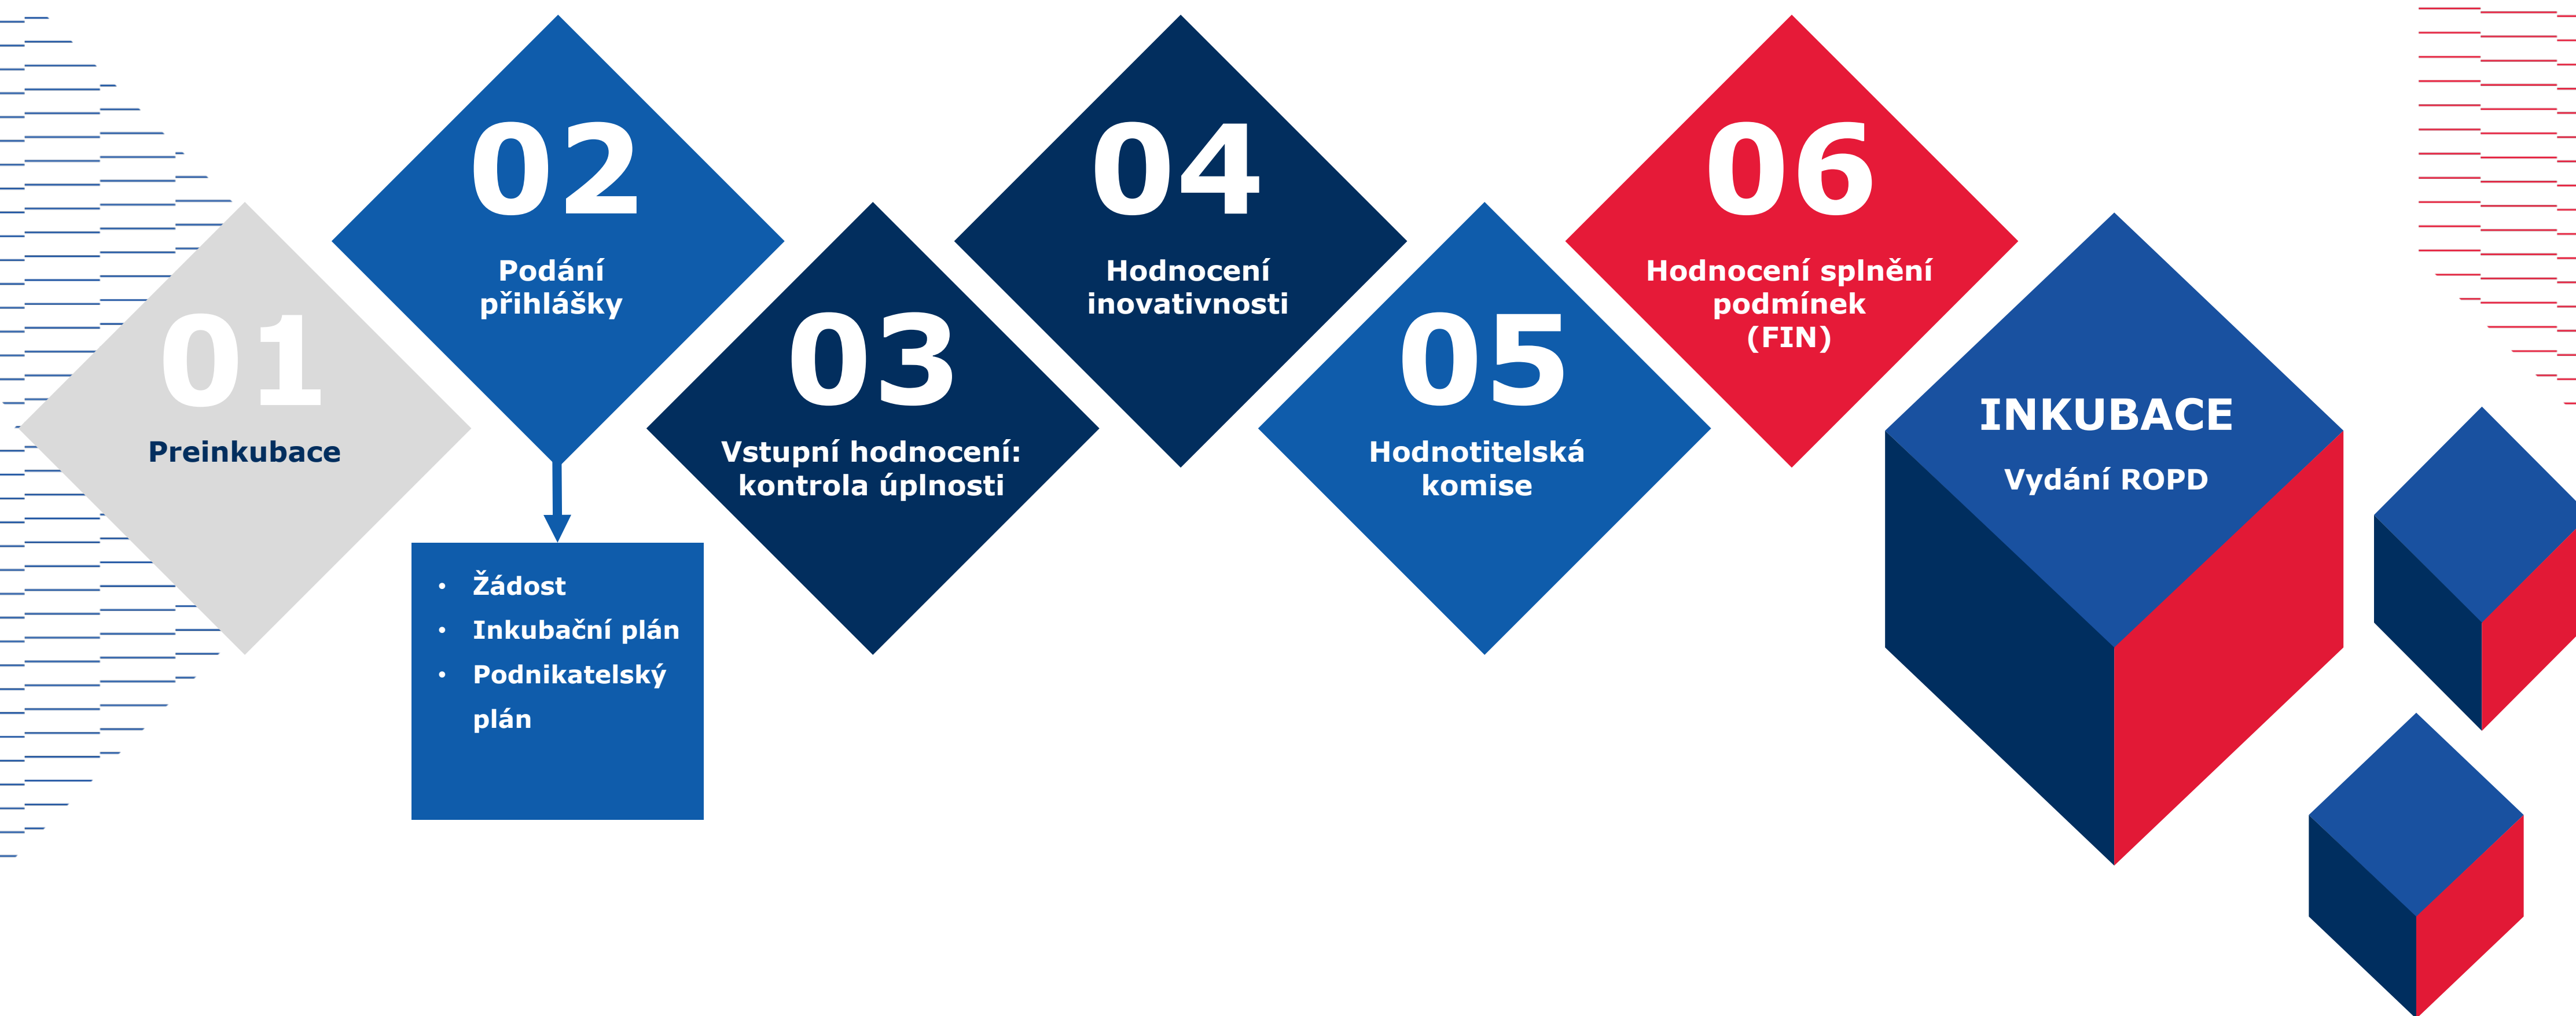 01
Preinkubace
02
Podání
přihlášky
• Žádost
• Inkubační plán
• Podnikatelský
plán
03
Vstupní hodnocení:
kontrola úplnosti
04
Hodnocení
inovativnosti
05
Hodnotitelská
komise
06
Hodnocení splnění
podmínek
(FIN)
INKUBACE
Vydání ROPD